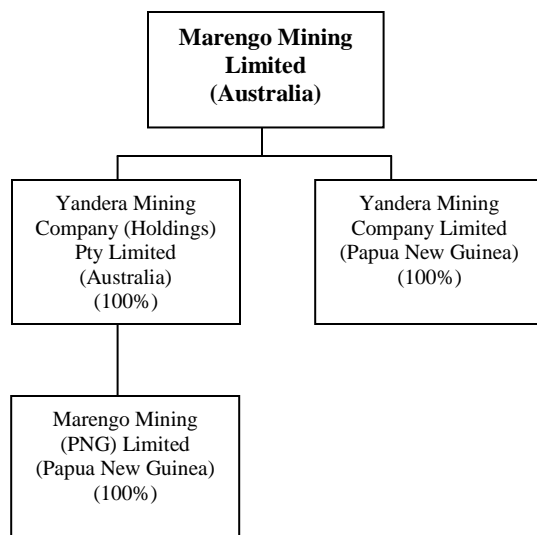 Marengo Mining
Limited
(Australia)
Yandera Mining
Company (Holdings)
Pty Limited
(Australia)
(100%)
Yandera Mining
Company Limited
(Papua New Guinea)
(100%)
Marengo Mining
(PNG) Limited
(Papua New Guinea)
(100%)